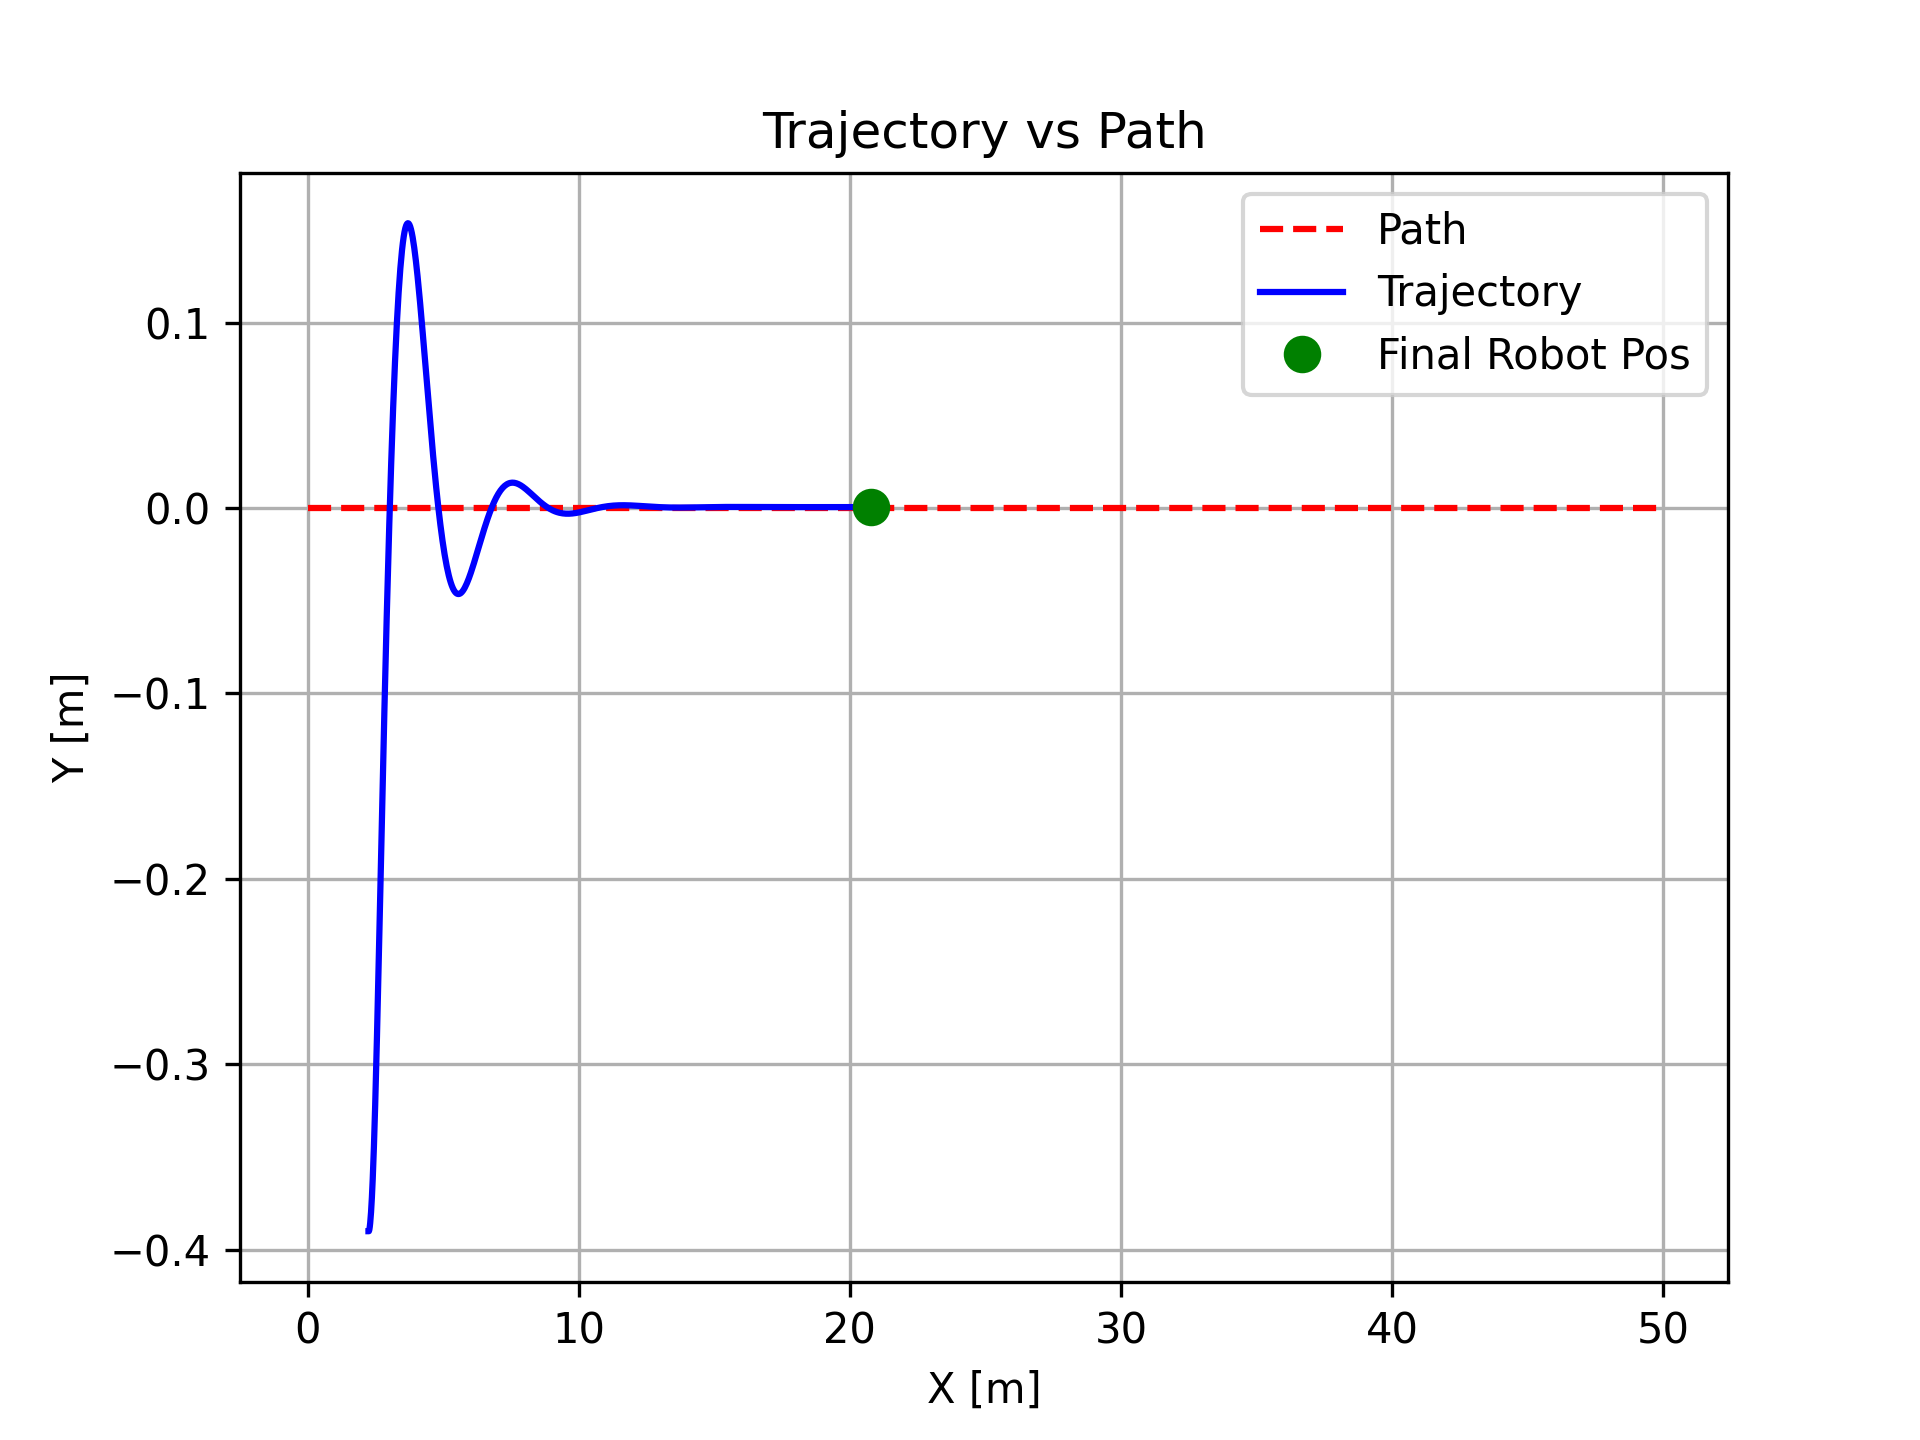 Trajectory vs Path
Path
Trajectory
Final Robot Pos
0.1
0.0
−0.1
−0.2
−0.3
−0.4
Y [m]
0 10 20 30 40 50
X [m]